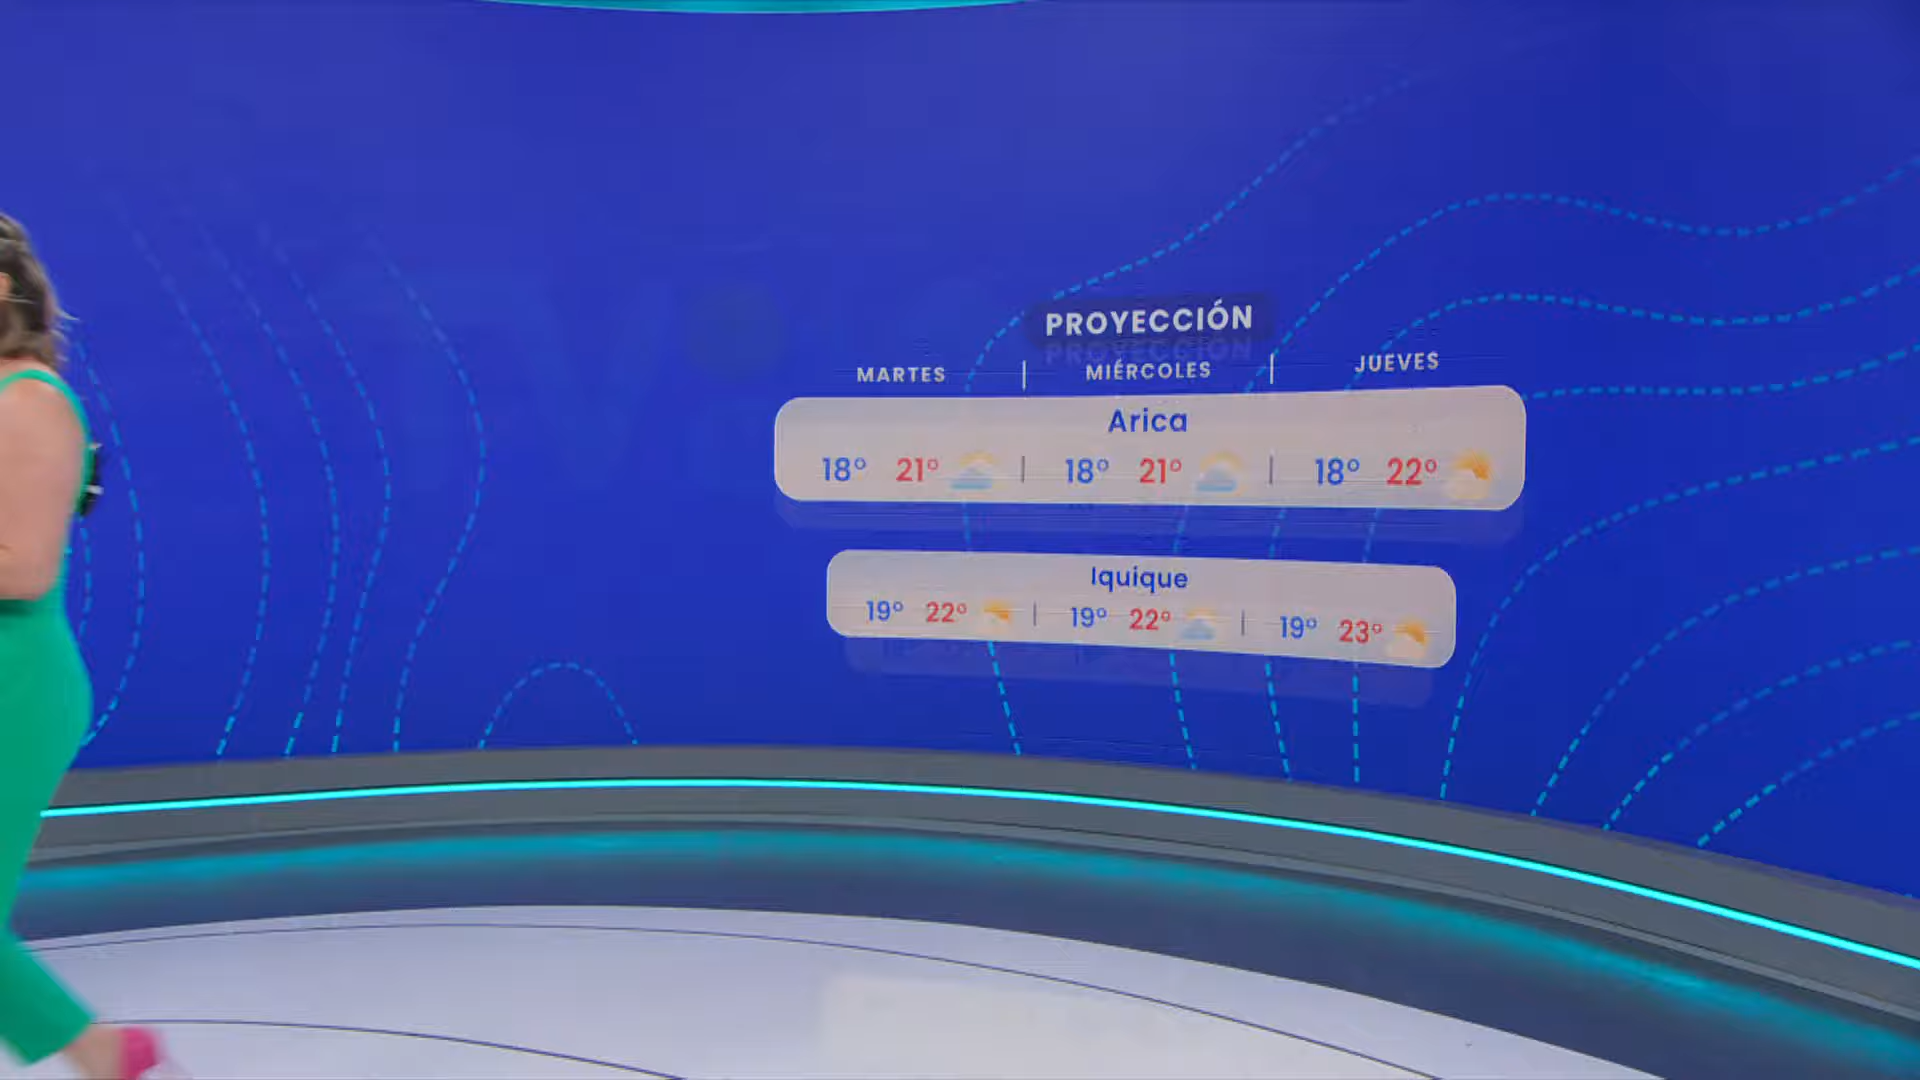 PROYECCIÓN
MARTES | MIÉRCOLES | JUEVES
Arica
18° 21° | 18° 21° | 18° 22°
Iquique
19° 22° | 19° 22° | 19° 23°